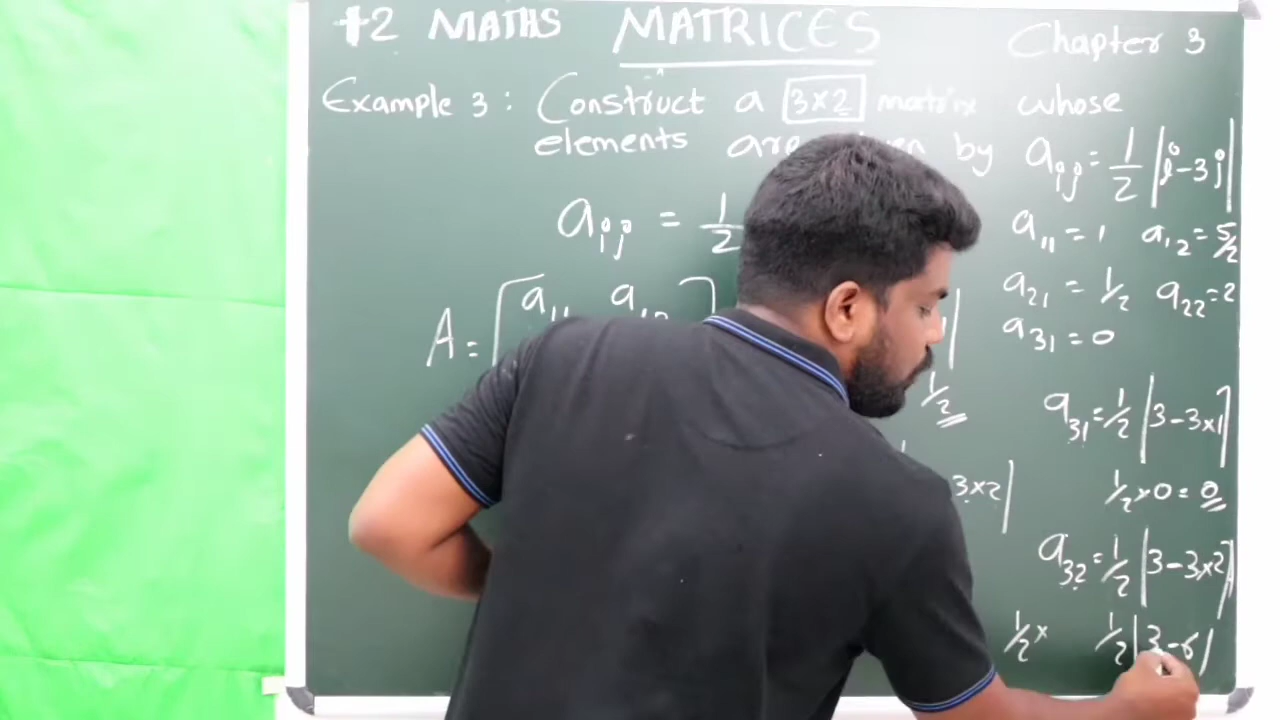 +2 MATHS MATRICES Chapter 3
Example 3: Construct a 3×2 matrix whose
elements are given by a_ij = 1/2 |i-3j|
a_ij = 1/2
a_11 = 1 a_12 = 5/2
a_21 = 1/2 a_22 = 2
a_31 = 0
A = [a_11 a_12]
1/2
a_31 = 1/2 |3-3×1|
3×2|
1/2×0 = 0
a_32 = 1/2 |3-3×2|
1/2× 1/2|3-6|